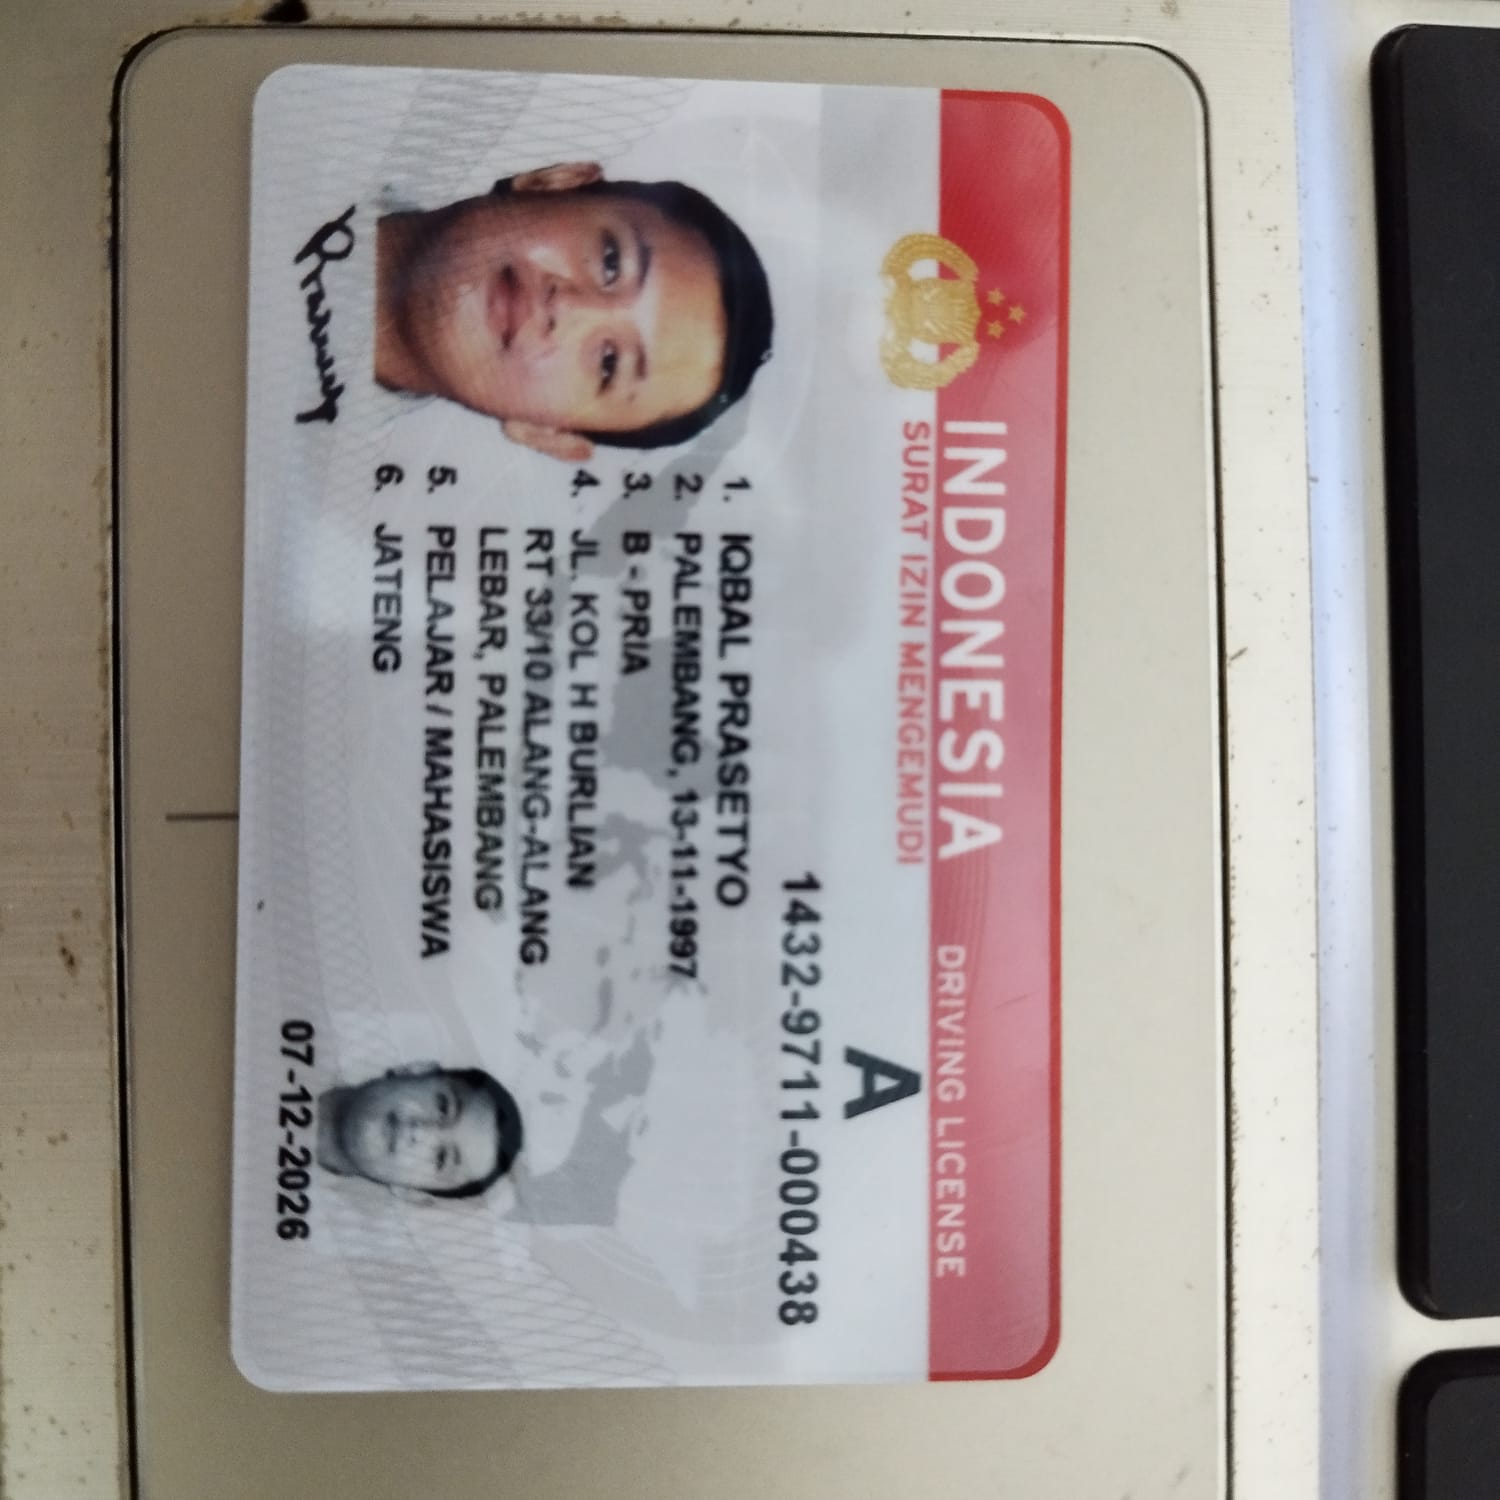 INDONESIA DRIVING LICENSE
SURAT IZIN MENGEMUDI
A
1432-9711-000438
1. IQBAL PRASETYO
2. PALEMBANG, 13-11-1997
3. B - PRIA
4. JL. KOL H BURLIAN
RT 33/10 ALANG-ALANG
LEBAR, PALEMBANG
5. PELAJAR / MAHASISWA
6. JATENG
07-12-2026